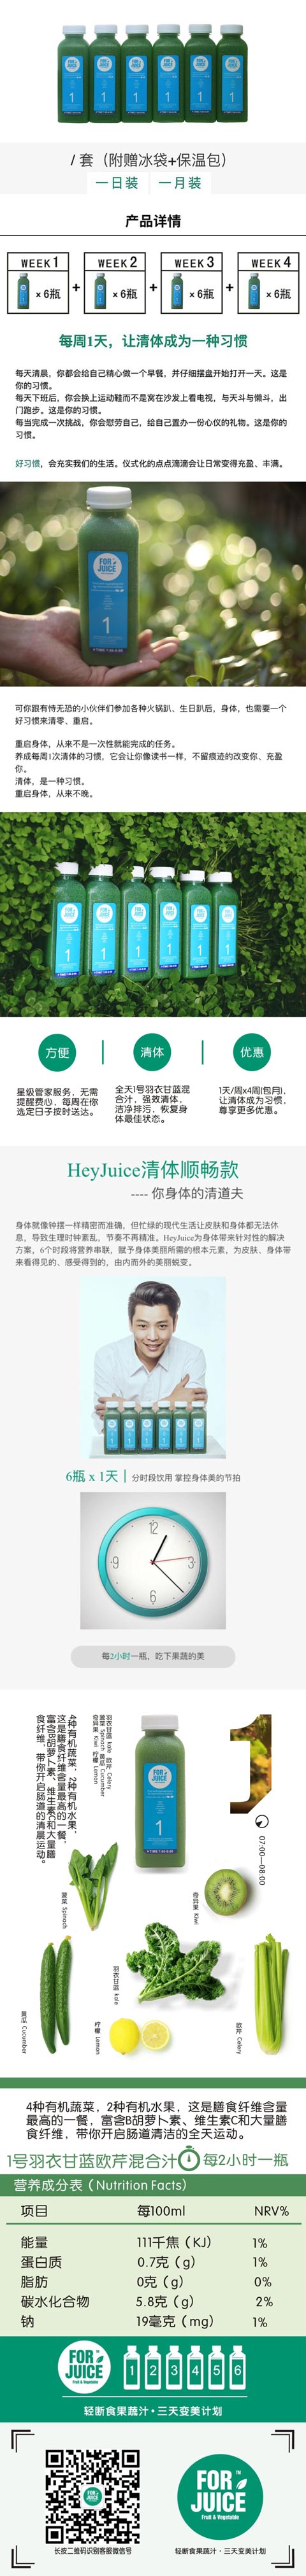 / 套（附赠冰袋+保温包）
一日装 一月装
产品详情
WEEK 1 WEEK 2 WEEK 3 WEEK 4
×6瓶 + ×6瓶 + ×6瓶 + ×6瓶
每周1天，让清体成为一种习惯
每天清晨，你都会给自己精心做一个早餐，并仔细摆盘开始打开一天。这是
你的习惯。
每天下班后，你会换上运动鞋而不是窝在沙发上看电视，与天斗与懒斗，出
门跑步。这是你的习惯。
每当完成一次挑战，你会慰劳自己，给自己置办一份心仪的礼物。这是你的
习惯。
好习惯，会充实我们的生活。仪式化的点点滴滴会让日常变得充盈、丰满。
FOR
JUICE
1
可你跟有恃无恐的小伙伴们参加各种火锅趴、生日趴后，身体，也需要一个
好习惯来清零、重启。
重启身体，从来不是一次性就能完成的任务。
养成每周1次清体的习惯，它会让你像读书一样，不留痕迹的改变你、充盈
你。
清体，是一种习惯。
重启身体，从来不晚。
方便 清体 优惠
星级管家服务，无需
提醒费心，每周在你
选定日子按时送达。
全天1号羽衣甘蓝混
合汁，强效清体，
洁净排污，恢复身
体最佳状态。
1天/周x4周(包月)，
让清体成为习惯，
尊享更多优惠。
HeyJuice清体顺畅款
---- 你身体的清道夫
身体就像钟摆一样精密而准确，但忙绿的现代生活让皮肤和身体都无法休
息，导致生理时钟紊乱，节奏不再精准。HeyJuice为身体带来针对性的解决
方案，6个时段将营养串联，赋予身体美丽所需的根本元素，为皮肤、身体带
来看得见的、感受得到的，由内而外的美丽蜕变。
6瓶 x 1天 | 分时段饮用 掌控身体美的节拍
12
9 3
6
每2小时一瓶，吃下果蔬的美
1
07:00—08:00
羽衣甘蓝 kale 欧芹 Celery
菠菜 Spinach 黄瓜 Cucumber
奇异果 Kiwi 柠檬 Lemon
4种有机蔬菜，2种有机水果，
这是膳食纤维含量最高的一餐，
富含B胡萝卜素、维生素C和大量膳
食纤维，带你开启肠道的清晨运动。
FOR
JUICE
1
菠菜 Spinach
奇异果 Kiwi
羽衣甘蓝 kale
黄瓜 Cucumber
柠檬 Lemon
欧芹 Celery
4种有机蔬菜，2种有机水果，这是膳食纤维含量
最高的一餐，富含B胡萝卜素、维生素C和大量膳
食纤维，带你开启肠道清洁的全天运动。
1号羽衣甘蓝欧芹混合汁 每2小时一瓶
营养成分表（Nutrition Facts）
项目 每100ml NRV%
能量 111千焦（KJ） 1%
蛋白质 0.7克（g） 1%
脂肪 0克（g） 0%
碳水化合物 5.8克（g） 2%
钠 19毫克（mg） 1%
FOR
JUICE
Fruit & Vegetable
1 2 3 4 5 6
轻断食果蔬汁·三天变美计划
FOR
JUICE
TM
Fruit & Vegetable
长皮二维码识别客服微信号
轻断食果蔬汁·三天变美计划